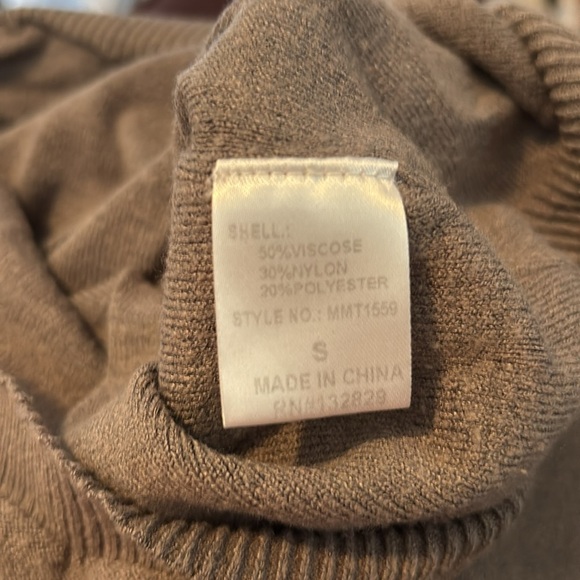 SHELL.:
50%VISCOSE
30%NYLON
20%POLYESTER
STYLE NO.: MMT1559
S
MADE IN CHINA
RN#132829